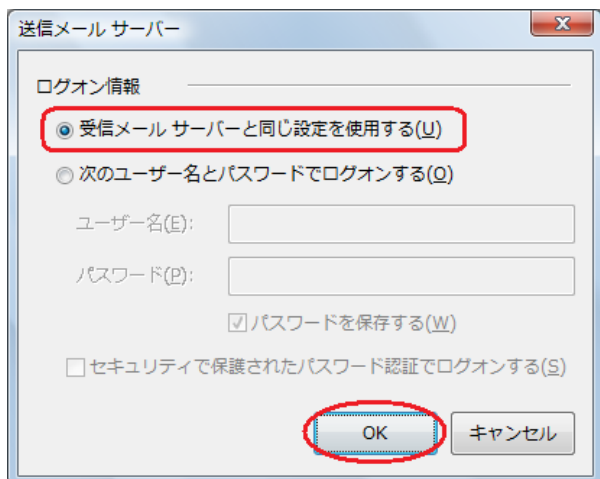 送信メール サーバー
ログオン情報
受信メール サーバーと同じ設定を使用する(U)
次のユーザー名とパスワードでログオンする(O)
ユーザー名(E):
パスワード(P):
パスワードを保存する(W)
セキュリティで保護されたパスワード認証でログオンする(S)
OK キャンセル